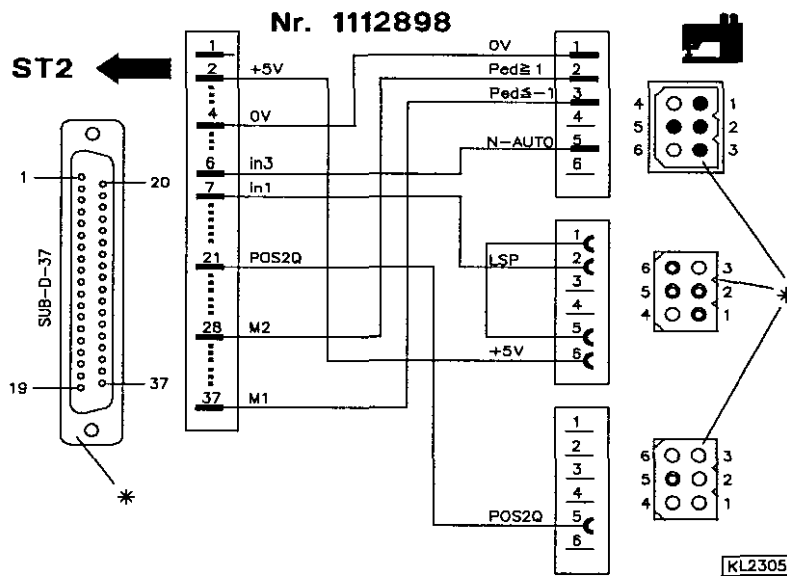 Nr. 1112898
ST2
SUB-D-37
1
20
19
37
*
1
2 +5V
4 0V
6 in3
7 in1
21 POS2Q
28 M2
37 M1
0V 1
Ped≧1 2
Ped≦-1 3
4
N-AUTO 5
6
1
LSP 2
3
4
5
+5V 6
1
2
3
4
POS2Q 5
6
4 1
5 2
6 3
6 3
5 2
4 1
*
6 3
5 2
4 1
KL2305